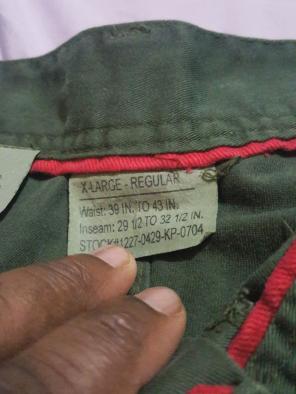 X-LARGE - REGULAR
Waist: 39 IN. TO 43 IN.
Inseam: 29 1/2 TO 32 1/2 IN.
STOCK#1227-0429-KP-0704